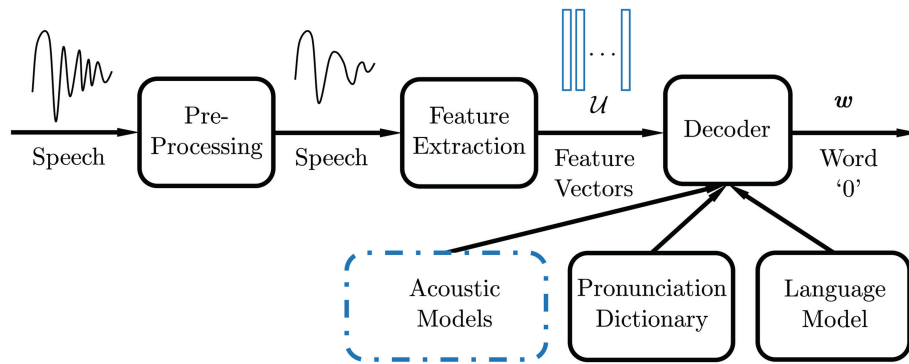 Pre-
Processing
Feature
Extraction
...
𝒰
Decoder
𝒘
Speech
Speech
Feature
Vectors
Word
‘0’
Acoustic
Models
Pronunciation
Dictionary
Language
Model